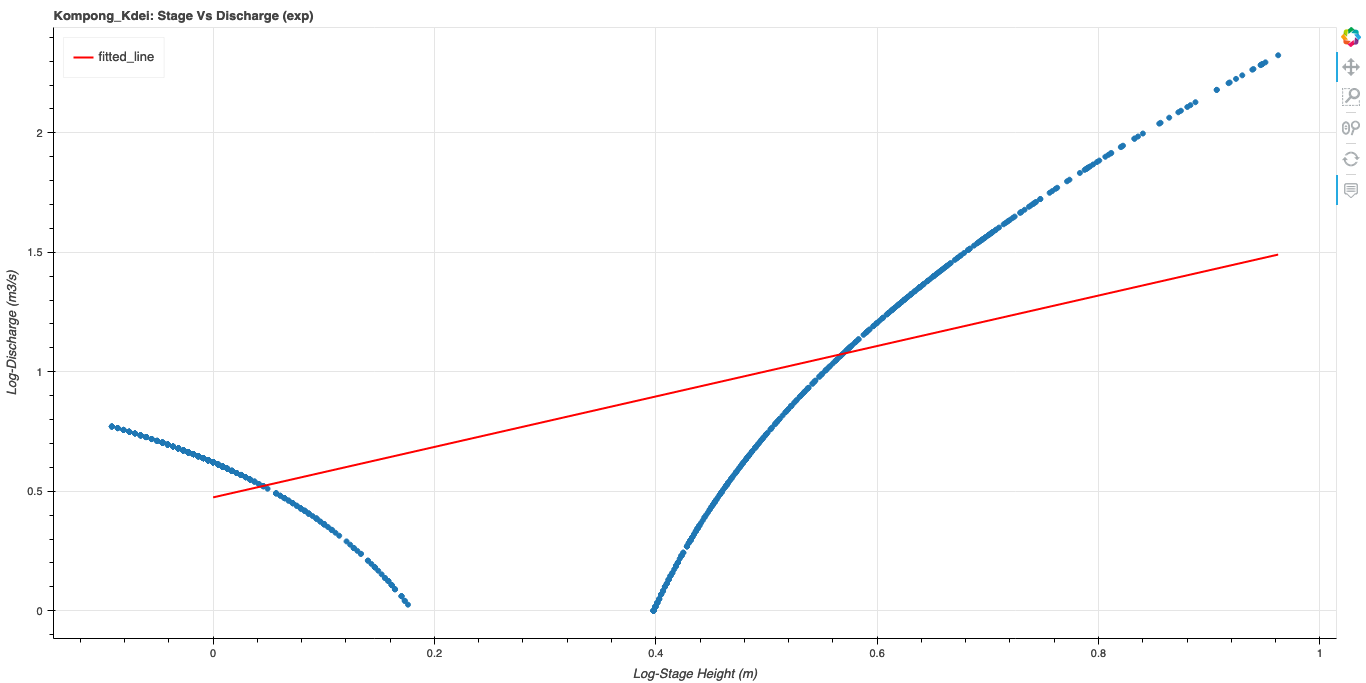 Kompong_Kdei: Stage Vs Discharge (exp)
fitted_line
2
1.5
1
0.5
0
Log-Discharge (m3/s)
0 0.2 0.4 0.6 0.8 1
Log-Stage Height (m)